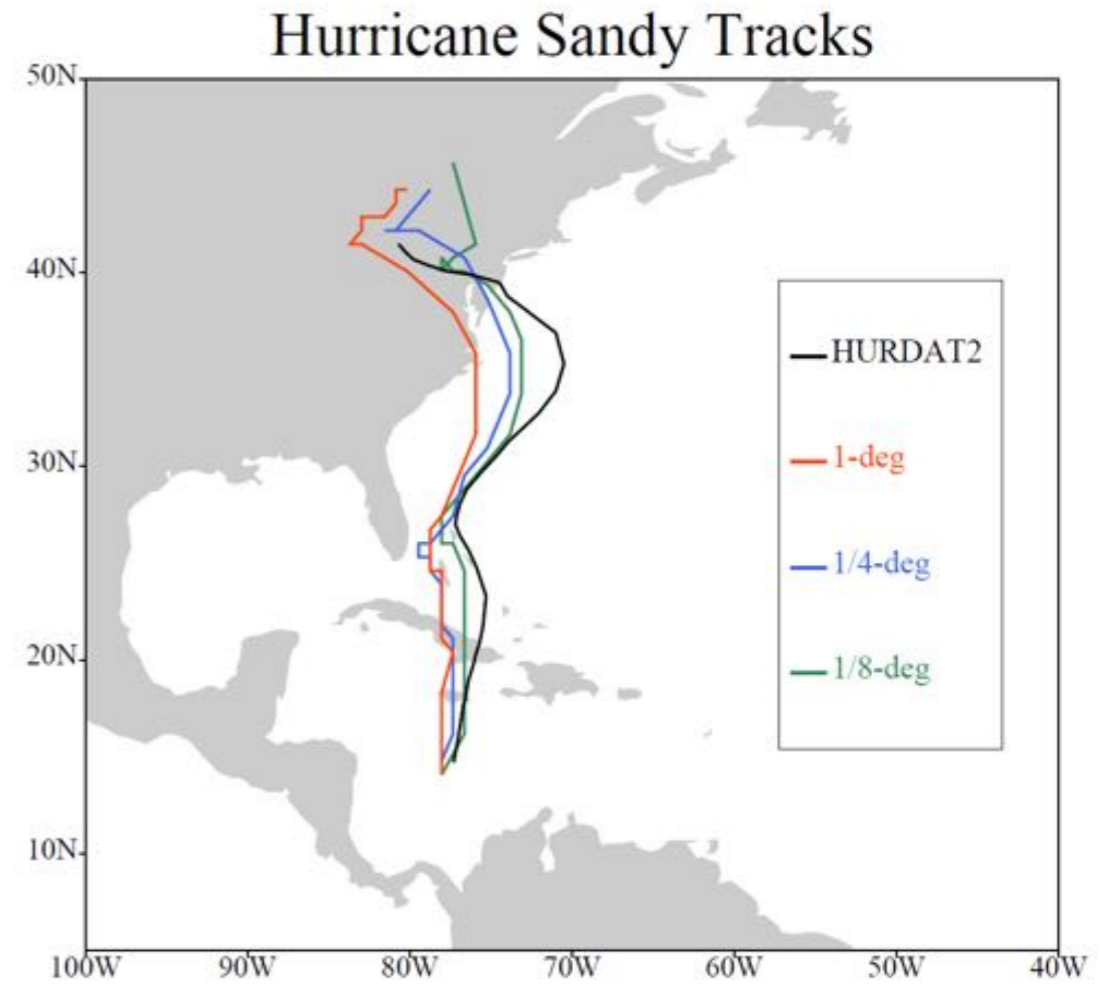 Hurricane Sandy Tracks
50N
40N
30N
20N
10N
100W 90W 80W 70W 60W 50W 40W
HURDAT2
1-deg
1/4-deg
1/8-deg